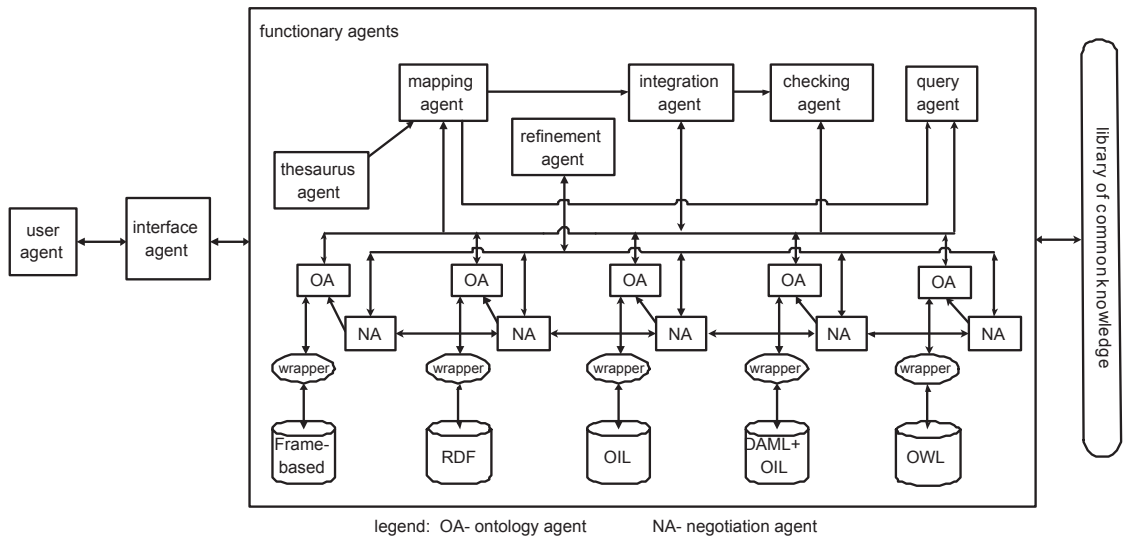 functionary agents
mapping
agent
integration
agent
checking
agent
query
agent
refinement
agent
thesaurus
agent
user
agent
interface
agent
library of common knowledge
OA
OA
OA
OA
OA
NA
NA
NA
NA
NA
wrapper
wrapper
wrapper
wrapper
wrapper
Frame-
based
RDF
OIL
DAML+
OIL
OWL
legend: OA- ontology agent NA- negotiation agent